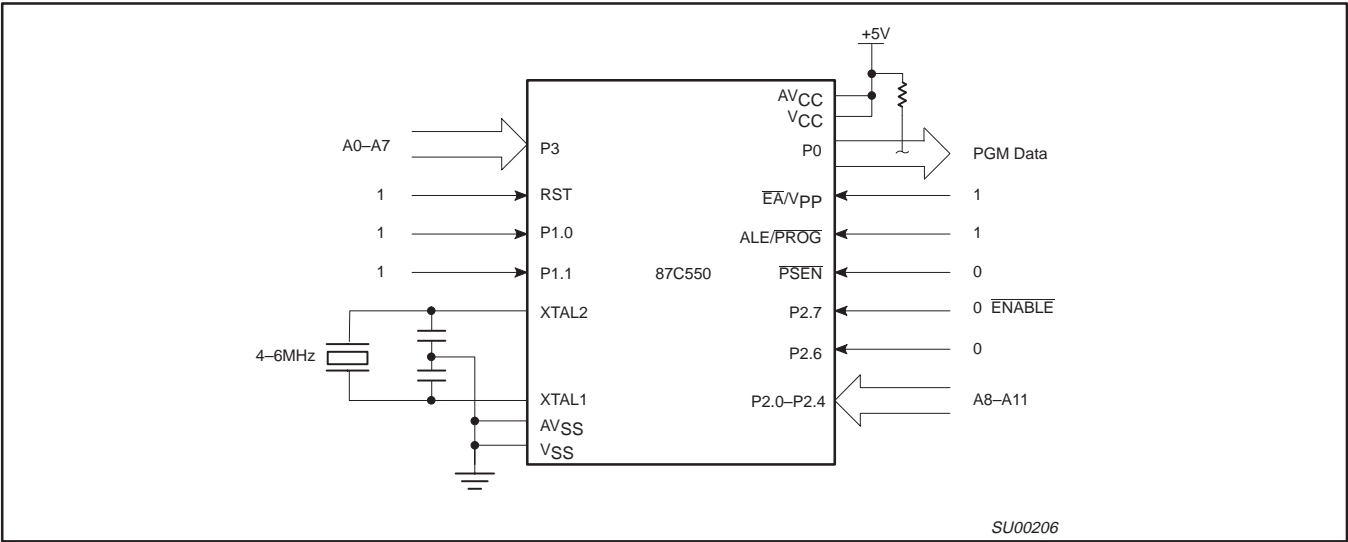 +5V
AVCC
VCC
A0–A7
P3
P0
PGM Data
1
RST
EA/VPP
1
1
P1.0
ALE/PROG
1
1
P1.1
87C550
PSEN
0
XTAL2
P2.7
0 ENABLE
4–6MHz
P2.6
0
XTAL1
P2.0–P2.4
A8–A11
AVSS
VSS
SU00206